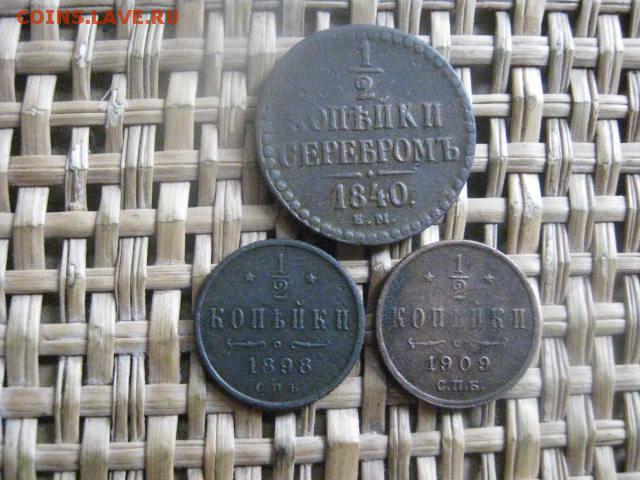 COINS.LAVE.RU
1/2
КОПѢЙКИ
СЕРЕБРОМЪ
1840.
Е.М.
1/2
КОПѢЙКИ
1898
С.П.Б.
1/2
КОПѢЙКИ
1909
С.П.Б.